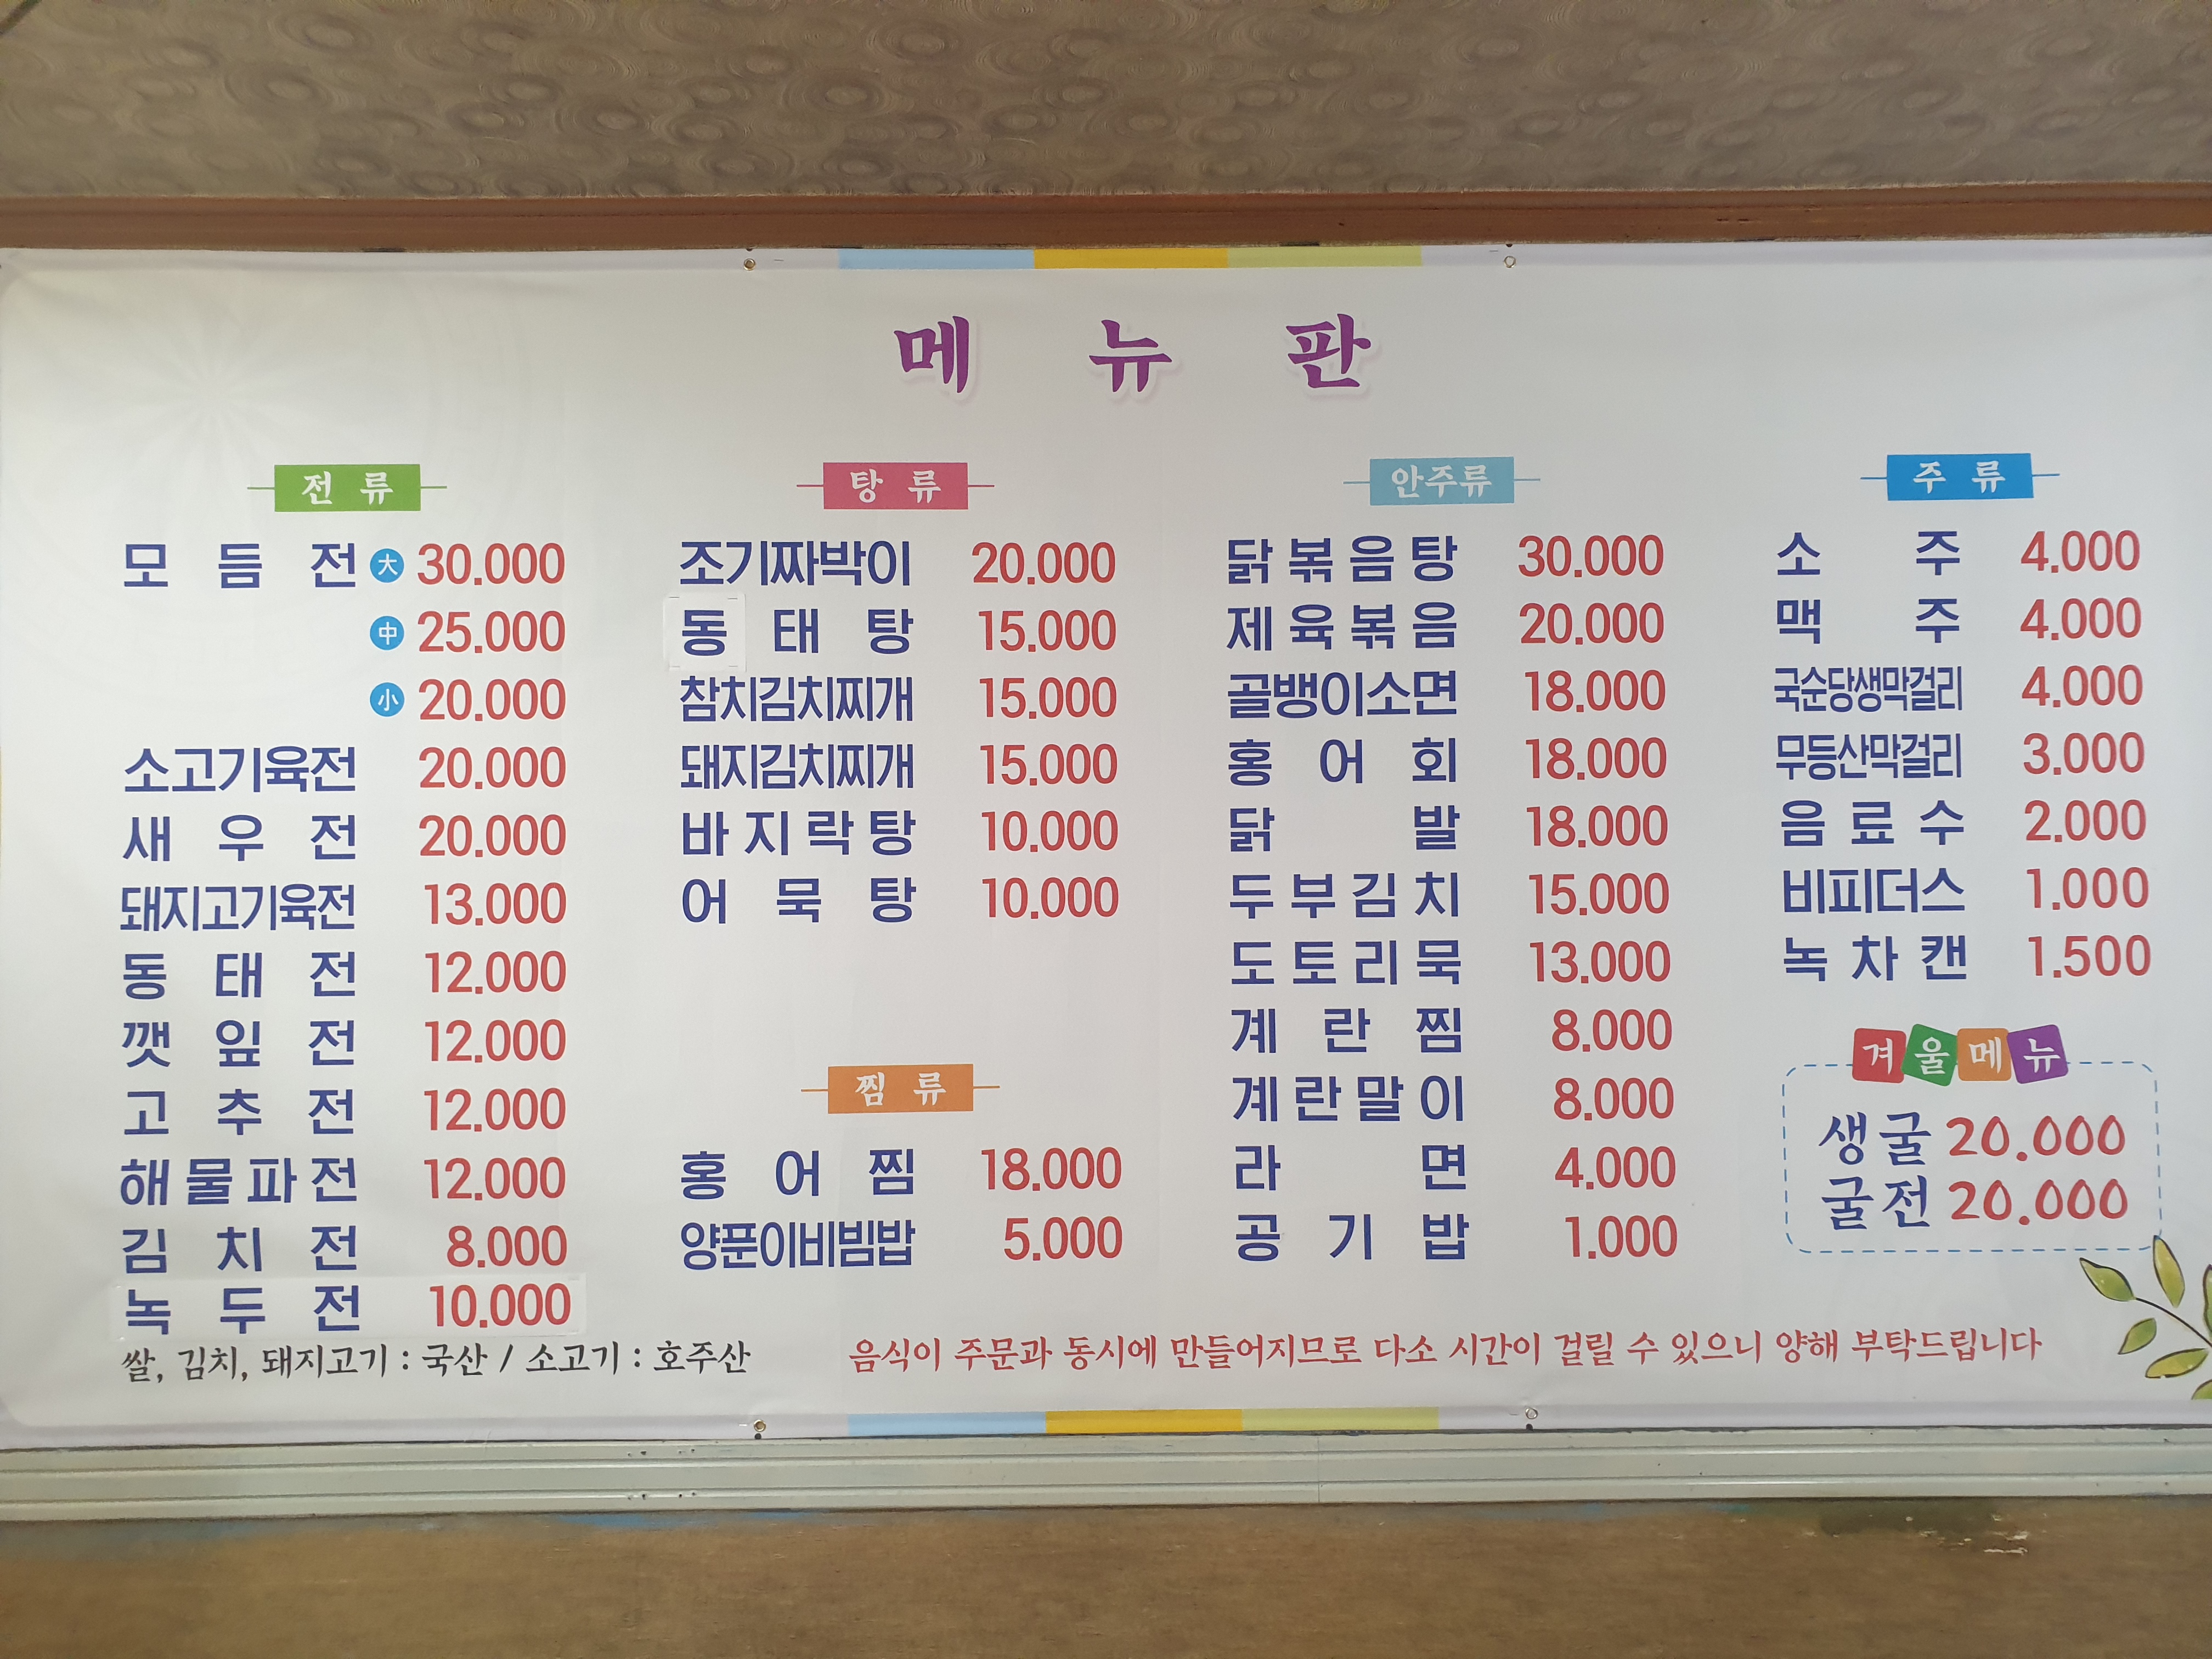 메 뉴 판
전 류
모 듬 전 大 30.000
中 25.000
小 20.000
소고기육전 20.000
새 우 전 20.000
돼지고기육전 13.000
동 태 전 12.000
깻 잎 전 12.000
고 추 전 12.000
해물파전 12.000
김 치 전 8.000
녹 두 전 10.000
탕 류
조기짜박이 20.000
동 태 탕 15.000
참치김치찌개 15.000
돼지김치찌개 15.000
바지락탕 10.000
어 묵 탕 10.000
찜 류
홍 어 찜 18.000
양푼이비빔밥 5.000
안주류
닭볶음탕 30.000
제육볶음 20.000
골뱅이소면 18.000
홍 어 회 18.000
닭 발 18.000
두부김치 15.000
도토리묵 13.000
계 란 찜 8.000
계란말이 8.000
라 면 4.000
공 기 밥 1.000
주 류
소 주 4.000
맥 주 4.000
국순당생막걸리 4.000
무등산막걸리 3.000
음 료 수 2.000
비피더스 1.000
녹 차 캔 1.500
겨울메뉴
생굴 20.000
굴전 20.000
쌀, 김치, 돼지고기 : 국산 / 소고기 : 호주산
음식이 주문과 동시에 만들어지므로 다소 시간이 걸릴 수 있으니 양해 부탁드립니다